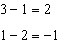 3 − 1 = 2
1 − 2 = −1